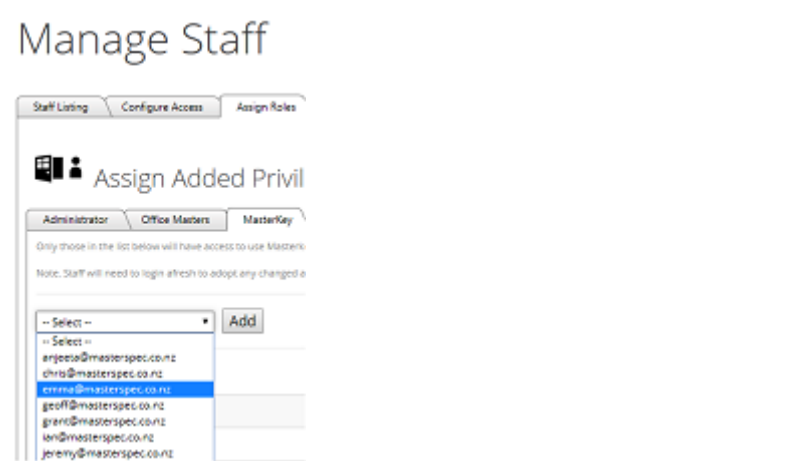 Manage Staff
Staff Listing
Configure Access
Assign Roles
Assign Added Privil
Administrator
Office Masters
MasterKey
Only those in the list below will have access to use Masterk
Note. Staff will need to login afresh to adopt any changed a
-- Select --
Add
-- Select --
anjeeta@masterspec.co.nz
chris@masterspec.co.nz
emma@masterspec.co.nz
geoff@masterspec.co.nz
grant@masterspec.co.nz
ian@masterspec.co.nz
jeremy@masterspec.co.nz